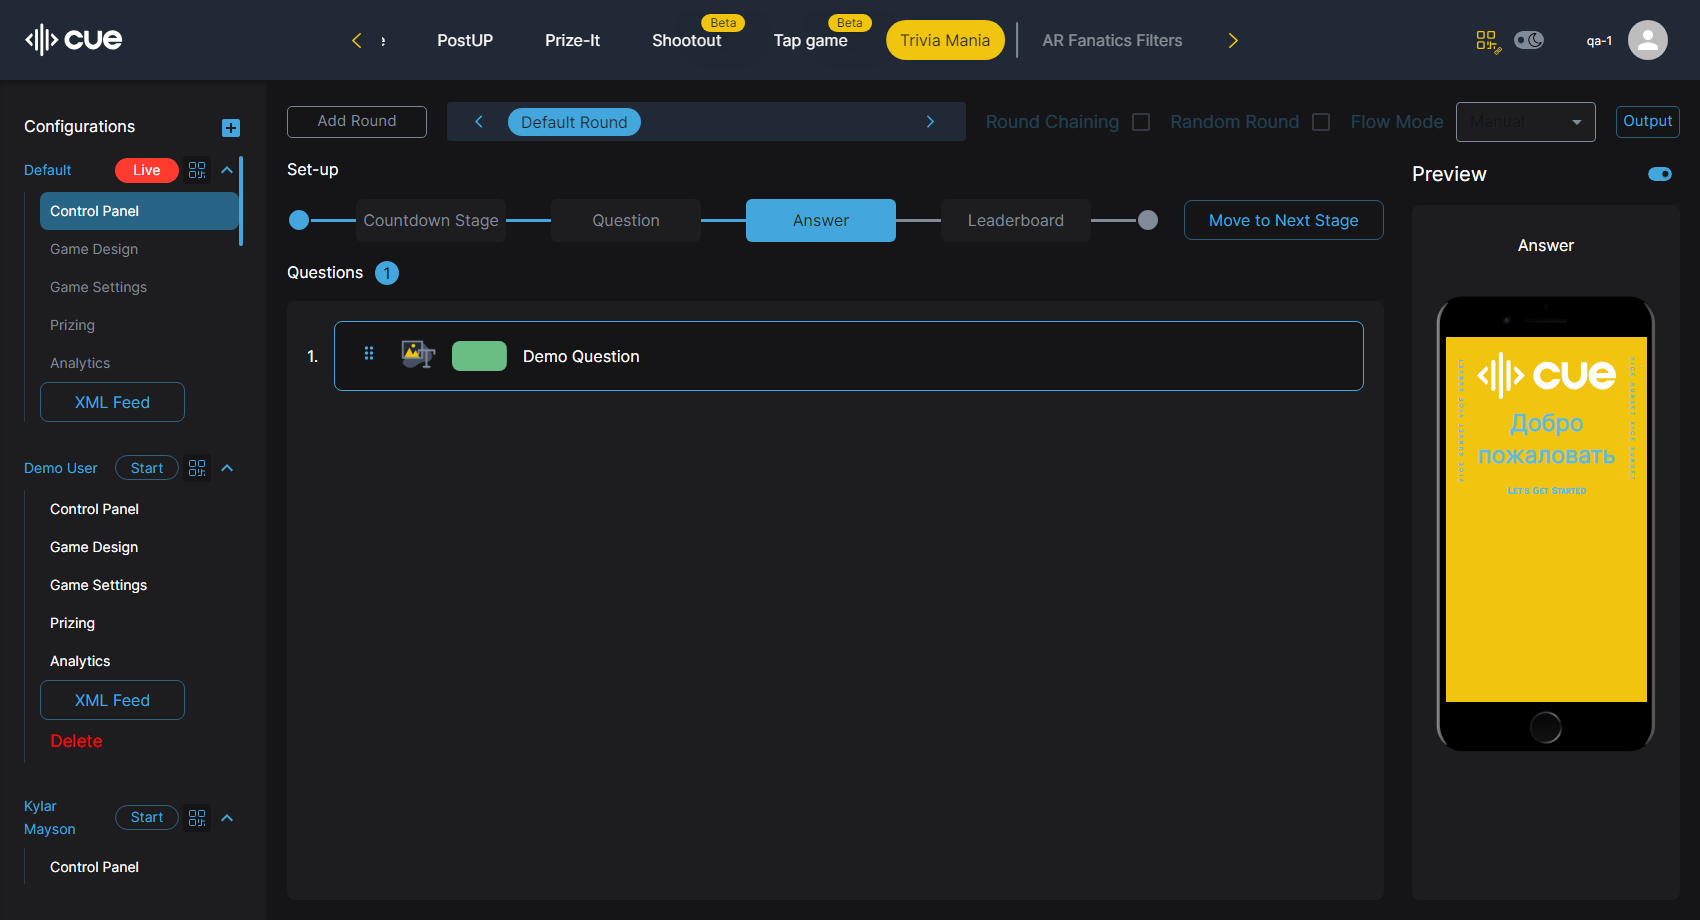 cue
PostUP
Prize-It
Beta
Shootout
Beta
Tap game
Trivia Mania
AR Fanatics Filters
qa-1
Configurations
Default
Live
Control Panel
Game Design
Game Settings
Prizing
Analytics
XML Feed
Demo User
Start
Control Panel
Game Design
Game Settings
Prizing
Analytics
XML Feed
Delete
Kylar
Mayson
Start
Control Panel
Add Round
Default Round
Round Chaining
Random Round
Flow Mode
Manual
Output
Set-up
Countdown Stage
Question
Answer
Leaderboard
Move to Next Stage
Questions 1
1.
Demo Question
Preview
Answer
cue
Добро
пожаловать
Let's Get Started